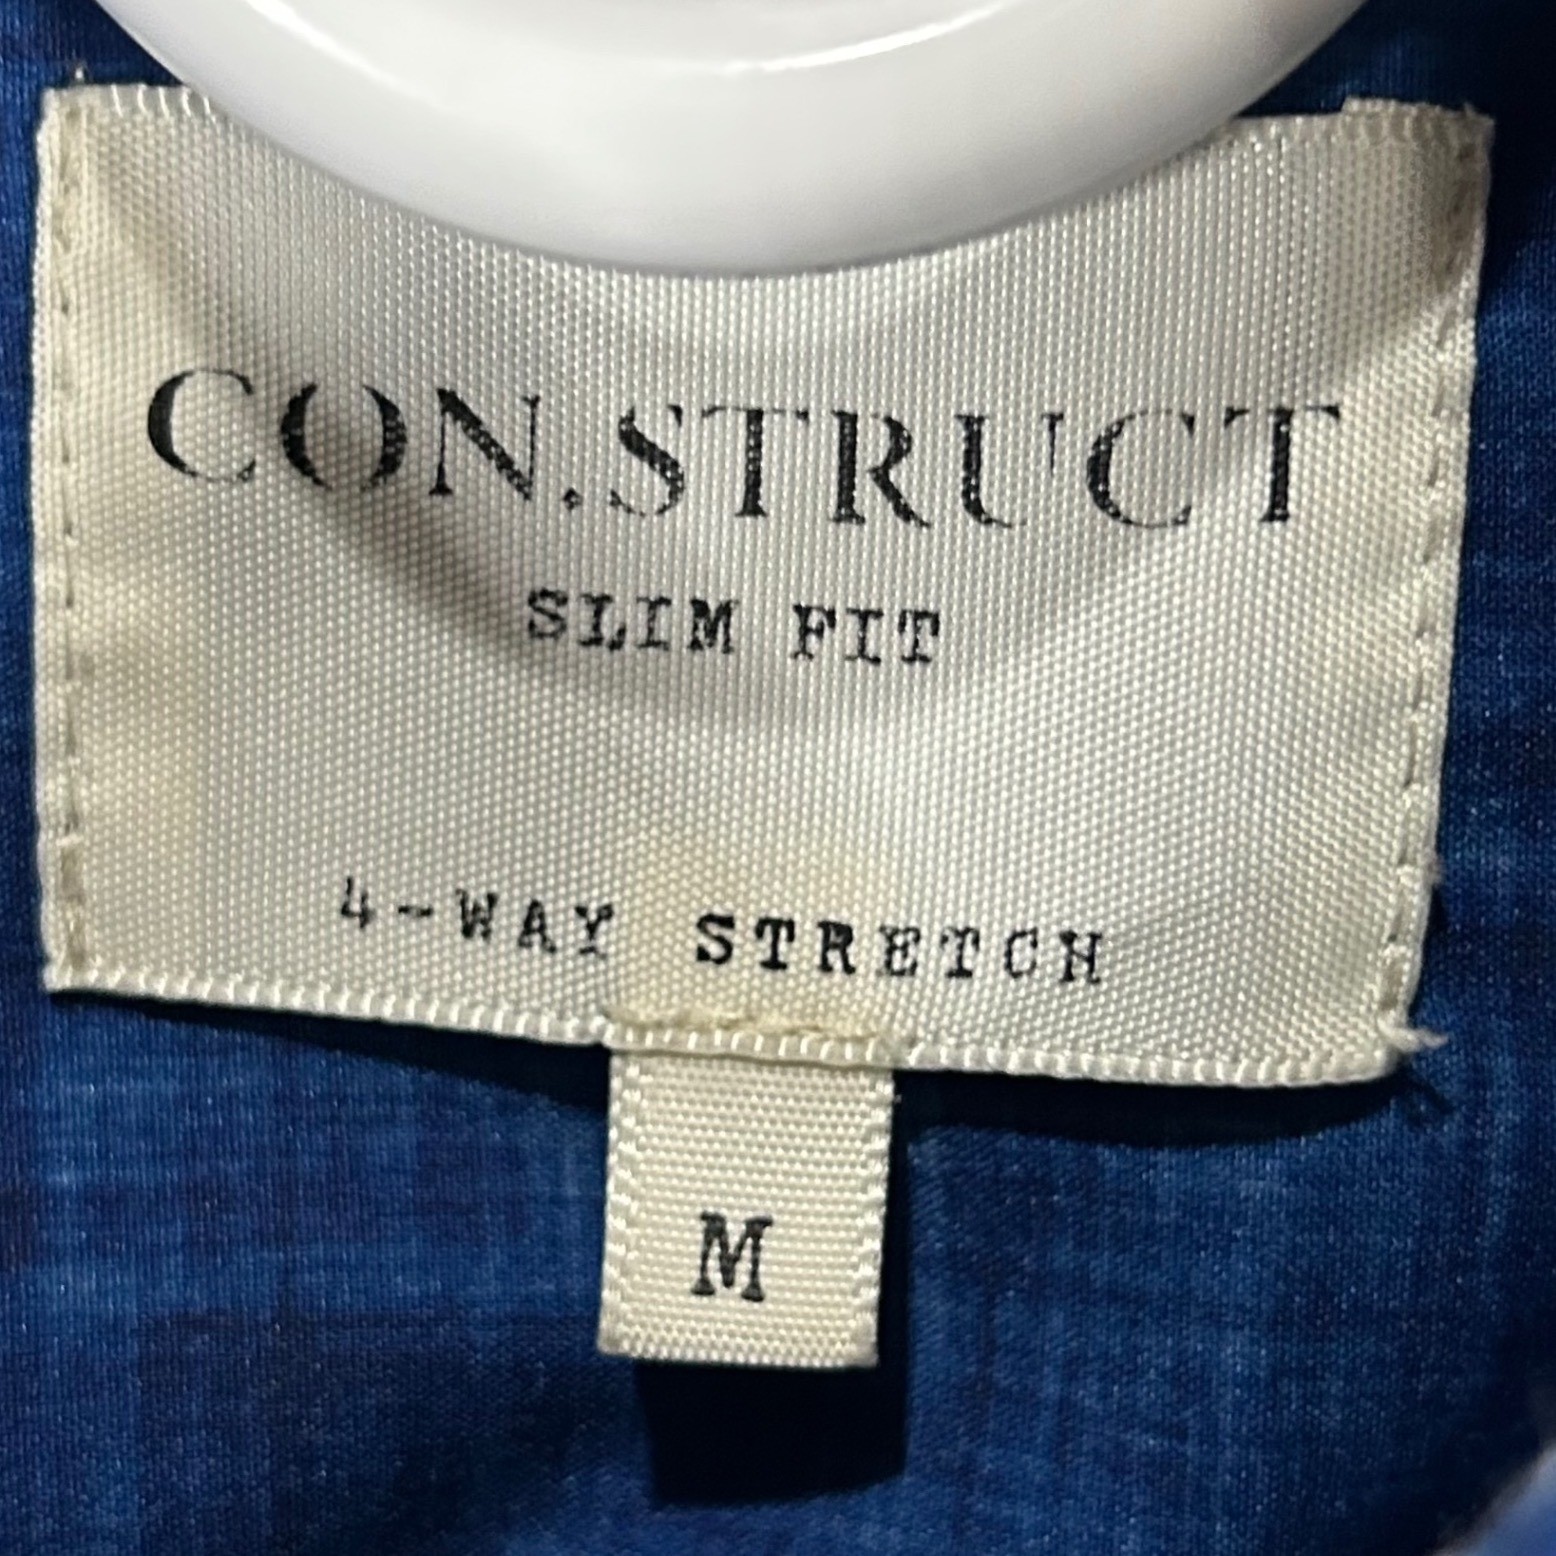 CON.STRUCT
SLIM FIT
4-WAY STRETCH
M